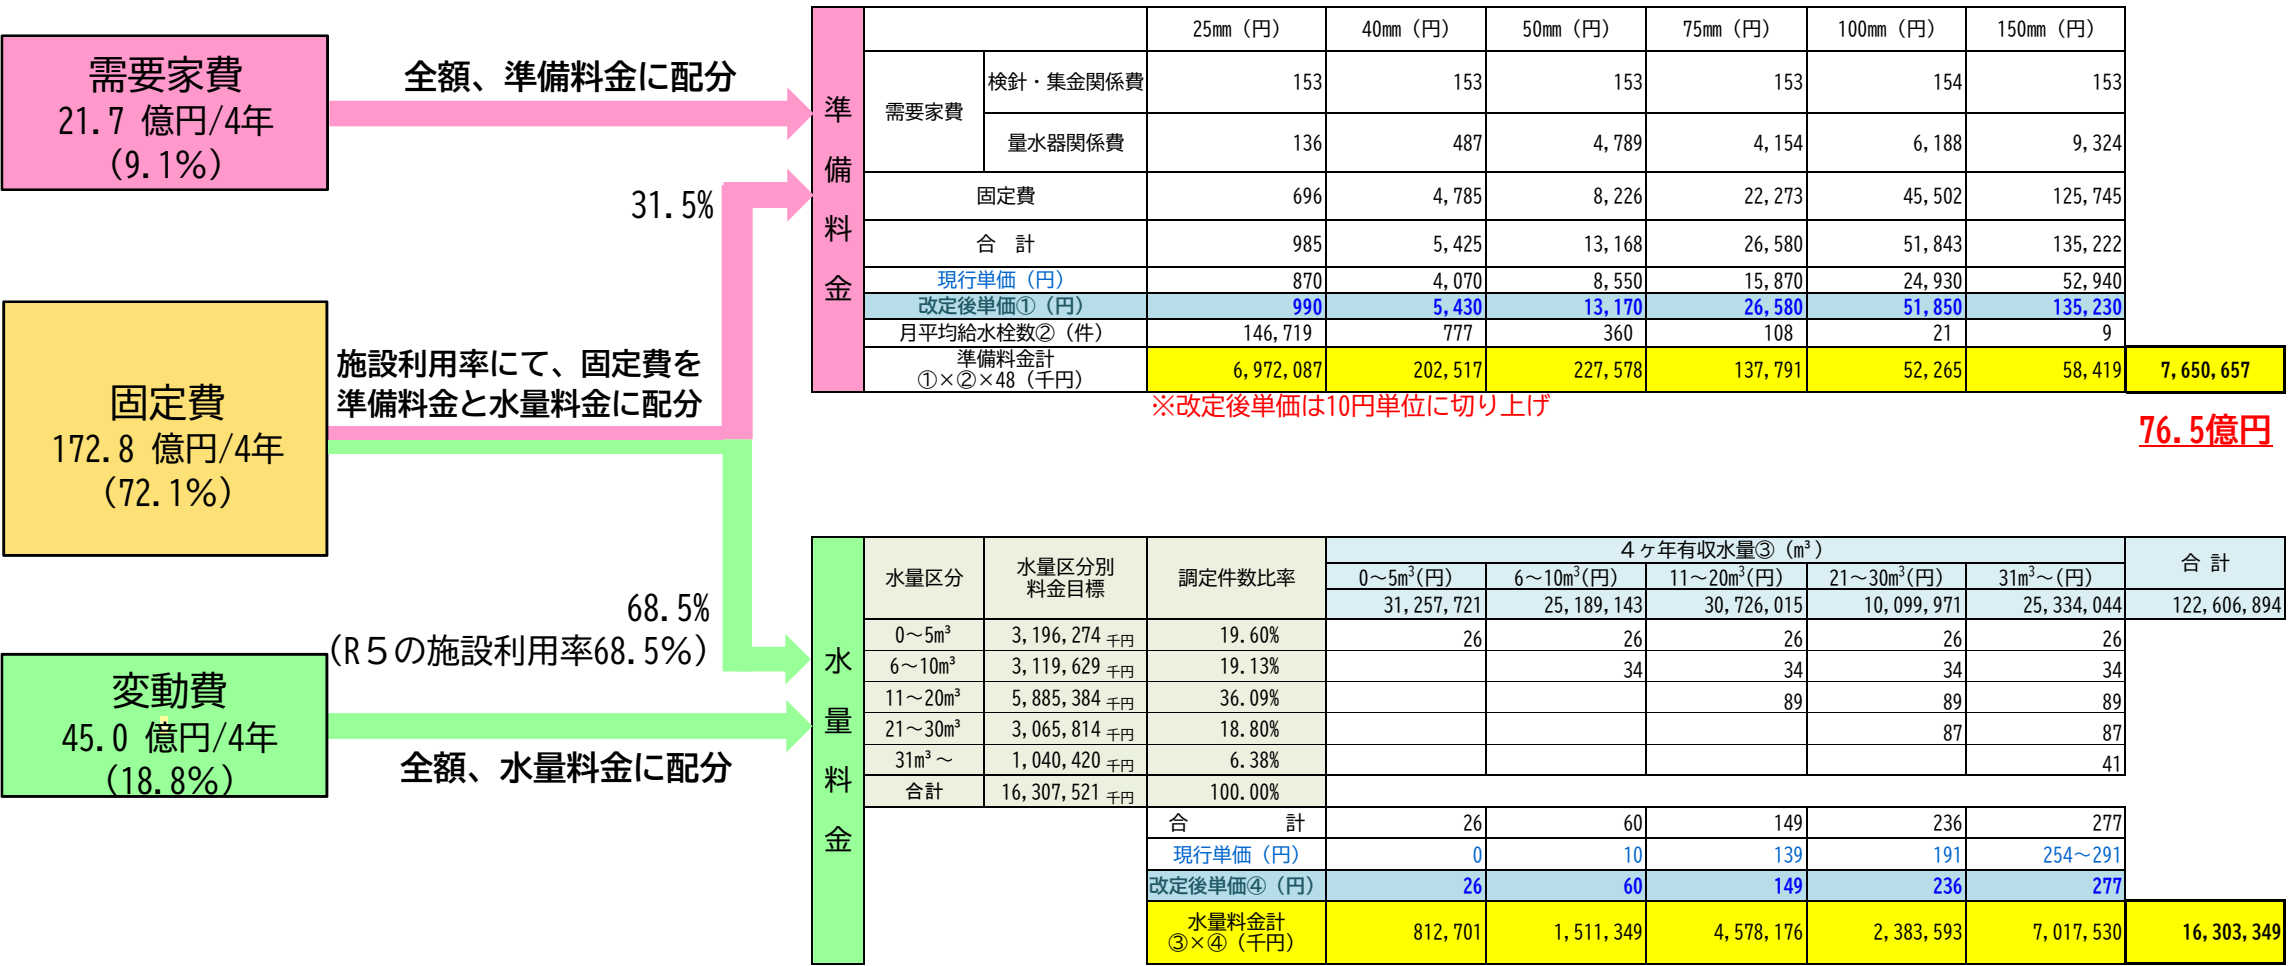 需要家費
21.7 億円/4年
(9.1%)
全額、準備料金に配分
31.5%
固定費
172.8 億円/4年
(72.1%)
施設利用率にて、固定費を
準備料金と水量料金に配分
68.5%
(R5の施設利用率68.5%)
変動費
45.0 億円/4年
(18.8%)
全額、水量料金に配分
準備料金
25㎜（円） 40㎜（円） 50㎜（円） 75㎜（円） 100㎜（円） 150㎜（円）
需要家費
検針・集金関係費 153 153 153 153 154 153
量水器関係費 136 487 4,789 4,154 6,188 9,324
固定費 696 4,785 8,226 22,273 45,502 125,745
合 計 985 5,425 13,168 26,580 51,843 135,222
現行単価（円） 870 4,070 8,550 15,870 24,930 52,940
改定後単価①（円） 990 5,430 13,170 26,580 51,850 135,230
月平均給水栓数②（件） 146,719 777 360 108 21 9
準備料金計
①×②×48（千円） 6,972,087 202,517 227,578 137,791 52,265 58,419 7,650,657
※改定後単価は10円単位に切り上げ
76.5億円
水量料金
水量区分 水量区分別
料金目標 調定件数比率 4ヶ年有収水量③（m³） 合 計
0～5m³(円) 6～10m³(円) 11～20m³(円) 21～30m³(円) 31m³～(円)
31,257,721 25,189,143 30,726,015 10,099,971 25,334,044 122,606,894
0～5m³ 3,196,274 千円 19.60% 26 26 26 26 26
6～10m³ 3,119,629 千円 19.13% 34 34 34 34
11～20m³ 5,885,384 千円 36.09% 89 89 89
21～30m³ 3,065,814 千円 18.80% 87 87
31m³～ 1,040,420 千円 6.38% 41
合計 16,307,521 千円 100.00%
合 計 26 60 149 236 277
現行単価（円） 0 10 139 191 254～291
改定後単価④（円） 26 60 149 236 277
水量料金計
③×④（千円） 812,701 1,511,349 4,578,176 2,383,593 7,017,530 16,303,349